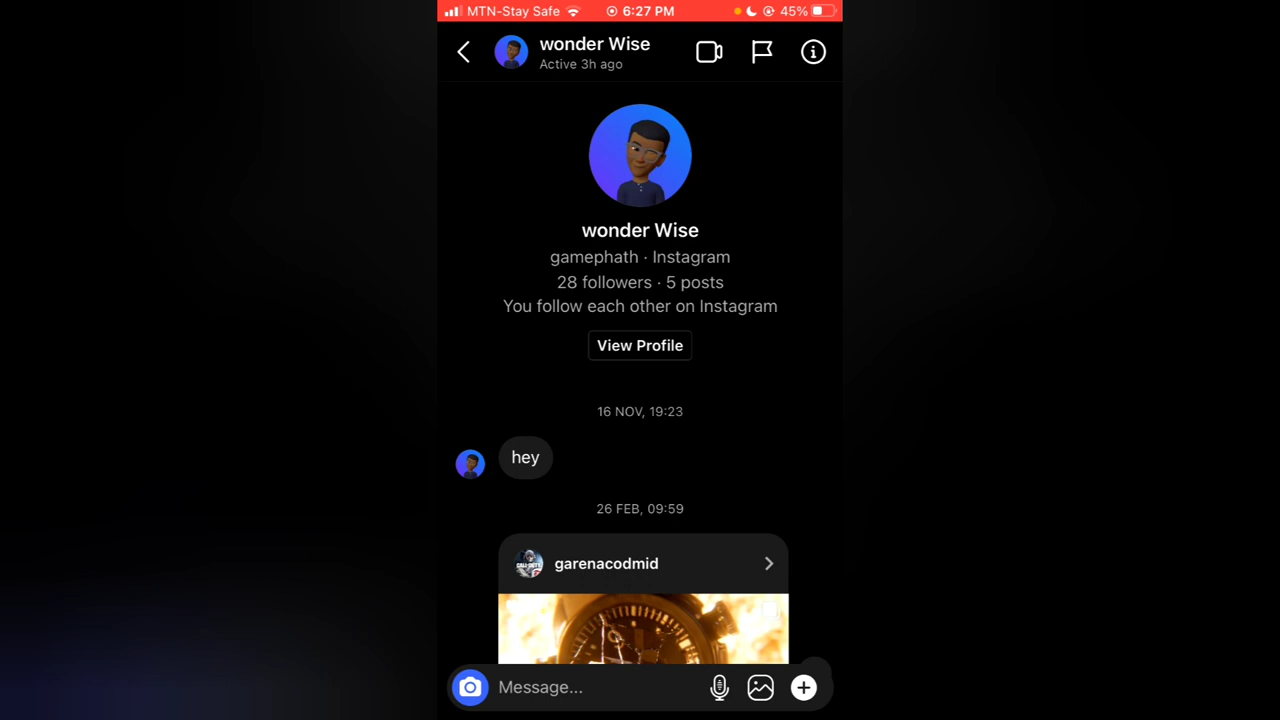 MTN-Stay Safe 6:27 PM 45%
wonder Wise
Active 3h ago
wonder Wise
gamephath · Instagram
28 followers · 5 posts
You follow each other on Instagram
View Profile
16 NOV, 19:23
hey
26 FEB, 09:59
garenacodmid
Message...